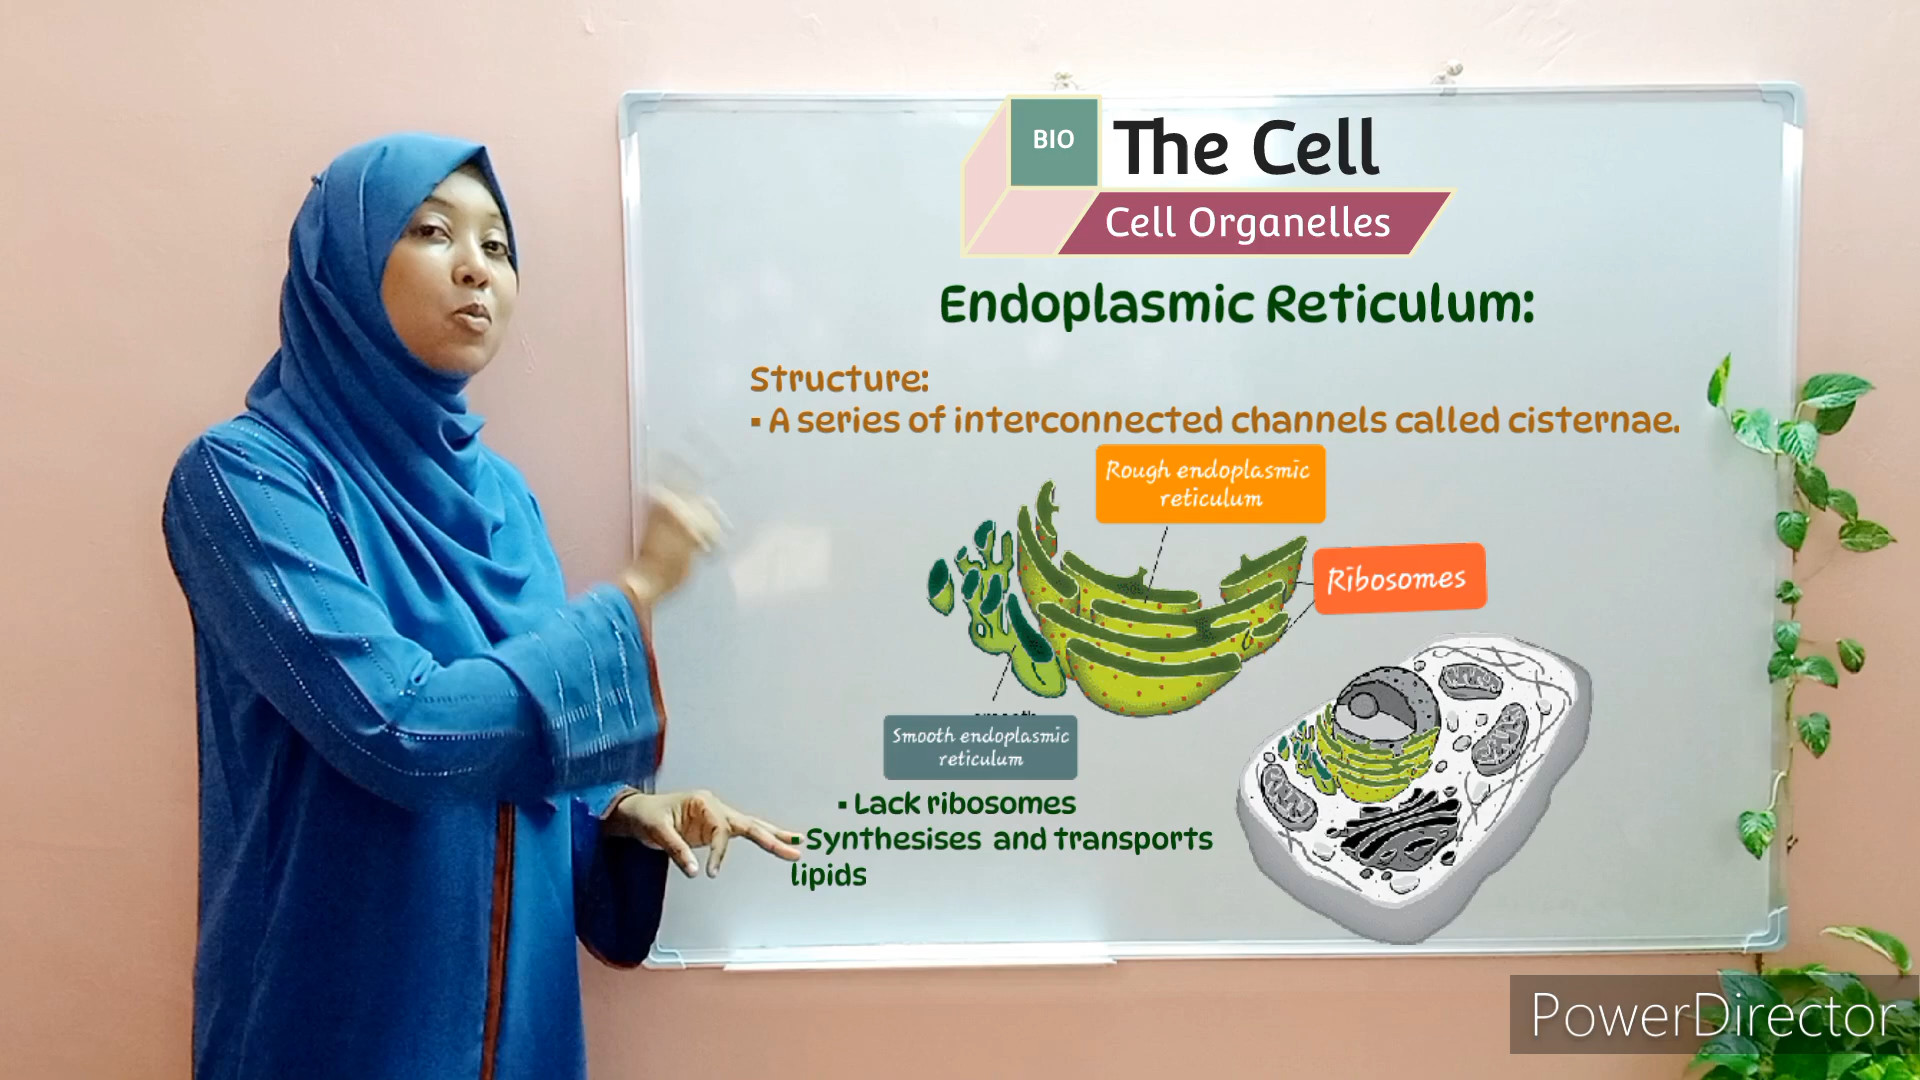 BIO
The Cell
Cell Organelles
Endoplasmic Reticulum:
Structure:
▪ A series of interconnected channels called cisternae.
Rough endoplasmic
reticulum
Ribosomes
Smooth endoplasmic
reticulum
▪ Lack ribosomes
▪ Synthesises and transports
lipids
PowerDirector